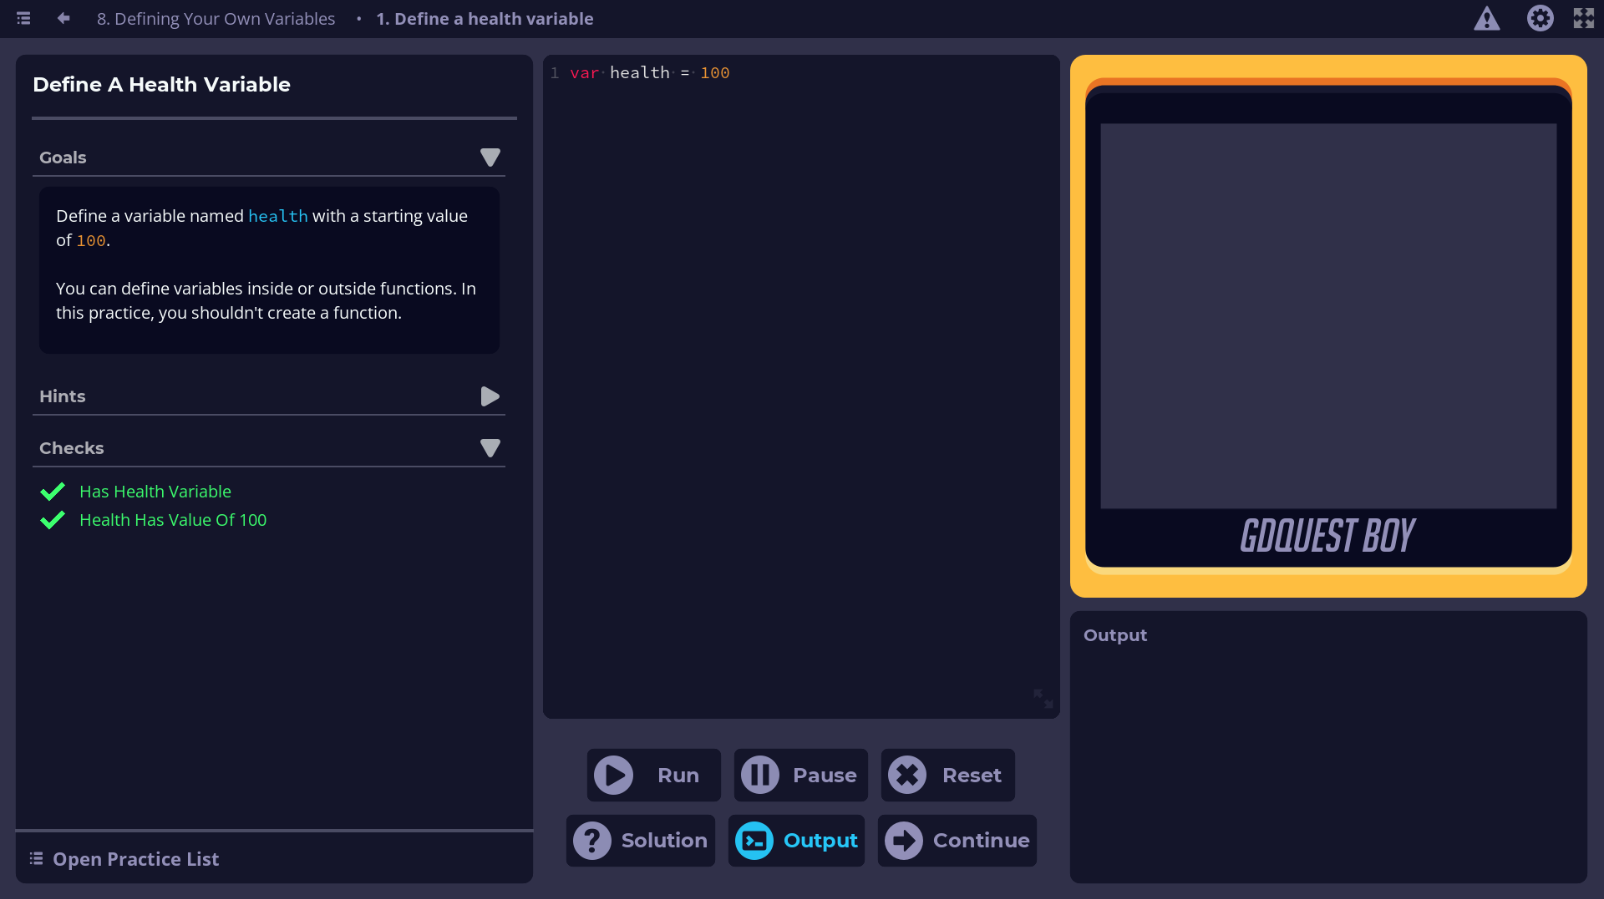 8. Defining Your Own Variables • 1. Define a health variable
Define A Health Variable
Goals
Define a variable named health with a starting value
of 100.
You can define variables inside or outside functions. In
this practice, you shouldn't create a function.
Hints
Checks
Has Health Variable
Health Has Value Of 100
Open Practice List
1 var health = 100
Run
Pause
Reset
Solution
Output
Continue
GDQUEST BOY
Output